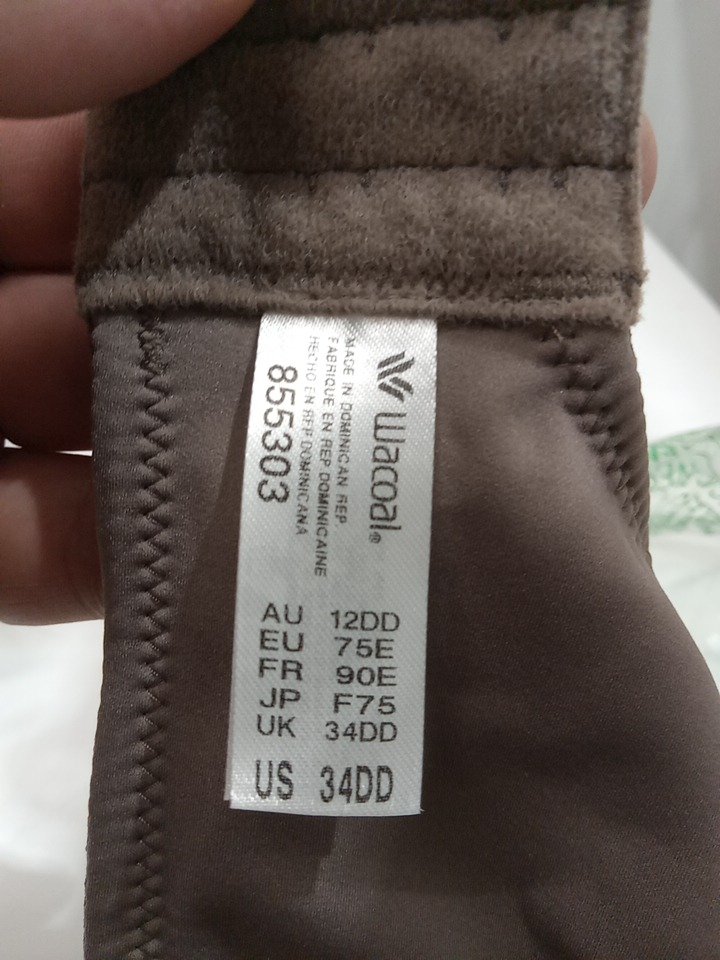 wacoal®
MADE IN DOMINICAN REP.
FABRIQUE EN REP DOMINICAINE
HECHO EN REP DOMINICANA
855303
AU 12DD
EU 75E
FR 90E
JP F75
UK 34DD
US 34DD